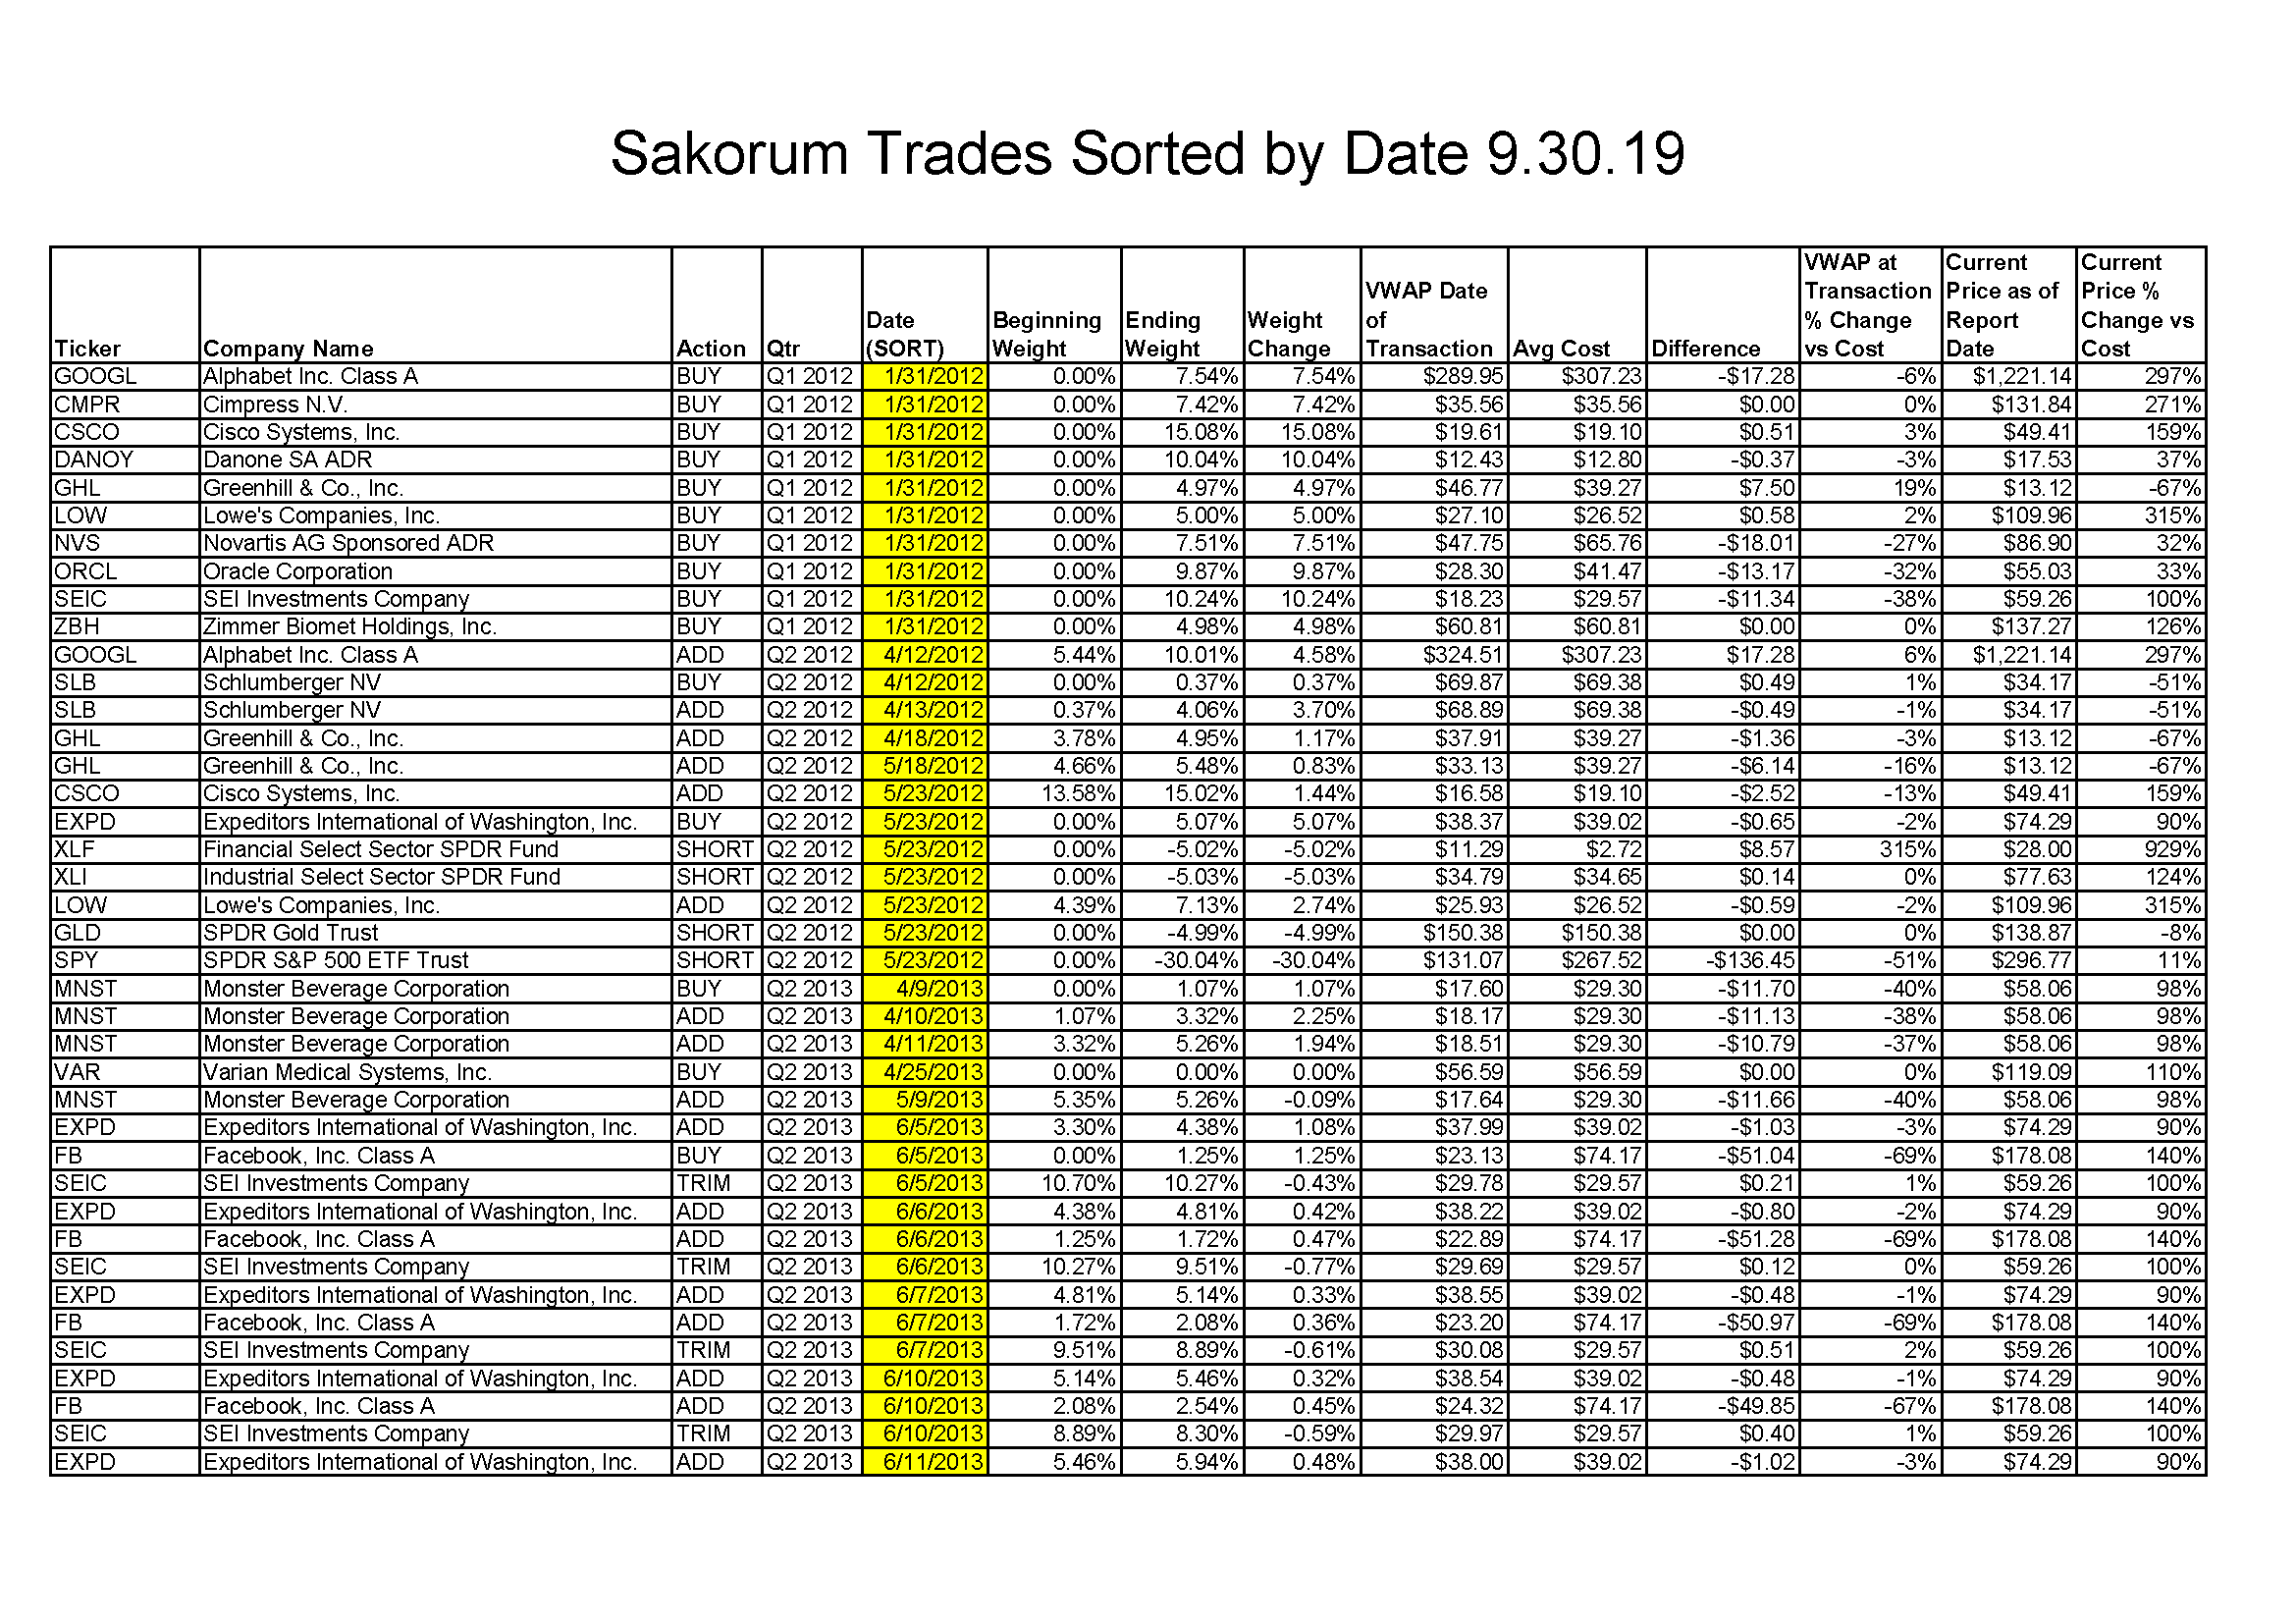 Sakorum Trades Sorted by Date 9.30.19
Ticker Company Name Action Qtr Date (SORT) Beginning Weight Ending Weight Weight Change VWAP Date of Transaction Avg Cost Difference VWAP at Transaction % Change vs Cost Current Price as of Report Date Current Price % Change vs Cost
GOOGL Alphabet Inc. Class A BUY Q1 2012 1/31/2012 0.00% 7.54% 7.54% $289.95 $307.23 -$17.28 -6% $1,221.14 297%
CMPR Cimpress N.V. BUY Q1 2012 1/31/2012 0.00% 7.42% 7.42% $35.56 $35.56 $0.00 0% $131.84 271%
CSCO Cisco Systems, Inc. BUY Q1 2012 1/31/2012 0.00% 15.08% 15.08% $19.61 $19.10 $0.51 3% $49.41 159%
DANOY Danone SA ADR BUY Q1 2012 1/31/2012 0.00% 10.04% 10.04% $12.43 $12.80 -$0.37 -3% $17.53 37%
GHL Greenhill & Co., Inc. BUY Q1 2012 1/31/2012 0.00% 4.97% 4.97% $46.77 $39.27 $7.50 19% $13.12 -67%
LOW Lowe's Companies, Inc. BUY Q1 2012 1/31/2012 0.00% 5.00% 5.00% $27.10 $26.52 $0.58 2% $109.96 315%
NVS Novartis AG Sponsored ADR BUY Q1 2012 1/31/2012 0.00% 7.51% 7.51% $47.75 $65.76 -$18.01 -27% $86.90 32%
ORCL Oracle Corporation BUY Q1 2012 1/31/2012 0.00% 9.87% 9.87% $28.30 $41.47 -$13.17 -32% $55.03 33%
SEIC SEI Investments Company BUY Q1 2012 1/31/2012 0.00% 10.24% 10.24% $18.23 $29.57 -$11.34 -38% $59.26 100%
ZBH Zimmer Biomet Holdings, Inc. BUY Q1 2012 1/31/2012 0.00% 4.98% 4.98% $60.81 $60.81 $0.00 0% $137.27 126%
GOOGL Alphabet Inc. Class A ADD Q2 2012 4/12/2012 5.44% 10.01% 4.58% $324.51 $307.23 $17.28 6% $1,221.14 297%
SLB Schlumberger NV BUY Q2 2012 4/12/2012 0.00% 0.37% 0.37% $69.87 $69.38 $0.49 1% $34.17 -51%
SLB Schlumberger NV ADD Q2 2012 4/13/2012 0.37% 4.06% 3.70% $68.89 $69.38 -$0.49 -1% $34.17 -51%
GHL Greenhill & Co., Inc. ADD Q2 2012 4/18/2012 3.78% 4.95% 1.17% $37.91 $39.27 -$1.36 -3% $13.12 -67%
GHL Greenhill & Co., Inc. ADD Q2 2012 5/18/2012 4.66% 5.48% 0.83% $33.13 $39.27 -$6.14 -16% $13.12 -67%
CSCO Cisco Systems, Inc. ADD Q2 2012 5/23/2012 13.58% 15.02% 1.44% $16.58 $19.10 -$2.52 -13% $49.41 159%
EXPD Expeditors International of Washington, Inc. BUY Q2 2012 5/23/2012 0.00% 5.07% 5.07% $38.37 $39.02 -$0.65 -2% $74.29 90%
XLF Financial Select Sector SPDR Fund SHORT Q2 2012 5/23/2012 0.00% -5.02% -5.02% $11.29 $2.72 $8.57 315% $28.00 929%
XLI Industrial Select Sector SPDR Fund SHORT Q2 2012 5/23/2012 0.00% -5.03% -5.03% $34.79 $34.65 $0.14 0% $77.63 124%
LOW Lowe's Companies, Inc. ADD Q2 2012 5/23/2012 4.39% 7.13% 2.74% $25.93 $26.52 -$0.59 -2% $109.96 315%
GLD SPDR Gold Trust SHORT Q2 2012 5/23/2012 0.00% -4.99% -4.99% $150.38 $150.38 $0.00 0% $138.87 -8%
SPY SPDR S&P 500 ETF Trust SHORT Q2 2012 5/23/2012 0.00% -30.04% -30.04% $131.07 $267.52 -$136.45 -51% $296.77 11%
MNST Monster Beverage Corporation BUY Q2 2013 4/9/2013 0.00% 1.07% 1.07% $17.60 $29.30 -$11.70 -40% $58.06 98%
MNST Monster Beverage Corporation ADD Q2 2013 4/10/2013 1.07% 3.32% 2.25% $18.17 $29.30 -$11.13 -38% $58.06 98%
MNST Monster Beverage Corporation ADD Q2 2013 4/11/2013 3.32% 5.26% 1.94% $18.51 $29.30 -$10.79 -37% $58.06 98%
VAR Varian Medical Systems, Inc. BUY Q2 2013 4/25/2013 0.00% 0.00% 0.00% $56.59 $56.59 $0.00 0% $119.09 110%
MNST Monster Beverage Corporation ADD Q2 2013 5/9/2013 5.35% 5.26% -0.09% $17.64 $29.30 -$11.66 -40% $58.06 98%
EXPD Expeditors International of Washington, Inc. ADD Q2 2013 6/5/2013 3.30% 4.38% 1.08% $37.99 $39.02 -$1.03 -3% $74.29 90%
FB Facebook, Inc. Class A BUY Q2 2013 6/5/2013 0.00% 1.25% 1.25% $23.13 $74.17 -$51.04 -69% $178.08 140%
SEIC SEI Investments Company TRIM Q2 2013 6/5/2013 10.70% 10.27% -0.43% $29.78 $29.57 $0.21 1% $59.26 100%
EXPD Expeditors International of Washington, Inc. ADD Q2 2013 6/6/2013 4.38% 4.81% 0.42% $38.22 $39.02 -$0.80 -2% $74.29 90%
FB Facebook, Inc. Class A ADD Q2 2013 6/6/2013 1.25% 1.72% 0.47% $22.89 $74.17 -$51.28 -69% $178.08 140%
SEIC SEI Investments Company TRIM Q2 2013 6/6/2013 10.27% 9.51% -0.77% $29.69 $29.57 $0.12 0% $59.26 100%
EXPD Expeditors International of Washington, Inc. ADD Q2 2013 6/7/2013 4.81% 5.14% 0.33% $38.55 $39.02 -$0.48 -1% $74.29 90%
FB Facebook, Inc. Class A ADD Q2 2013 6/7/2013 1.72% 2.08% 0.36% $23.20 $74.17 -$50.97 -69% $178.08 140%
SEIC SEI Investments Company TRIM Q2 2013 6/7/2013 9.51% 8.89% -0.61% $30.08 $29.57 $0.51 2% $59.26 100%
EXPD Expeditors International of Washington, Inc. ADD Q2 2013 6/10/2013 5.14% 5.46% 0.32% $38.54 $39.02 -$0.48 -1% $74.29 90%
FB Facebook, Inc. Class A ADD Q2 2013 6/10/2013 2.08% 2.54% 0.45% $24.32 $74.17 -$49.85 -67% $178.08 140%
SEIC SEI Investments Company TRIM Q2 2013 6/10/2013 8.89% 8.30% -0.59% $29.97 $29.57 $0.40 1% $59.26 100%
EXPD Expeditors International of Washington, Inc. ADD Q2 2013 6/11/2013 5.46% 5.94% 0.48% $38.00 $39.02 -$1.02 -3% $74.29 90%